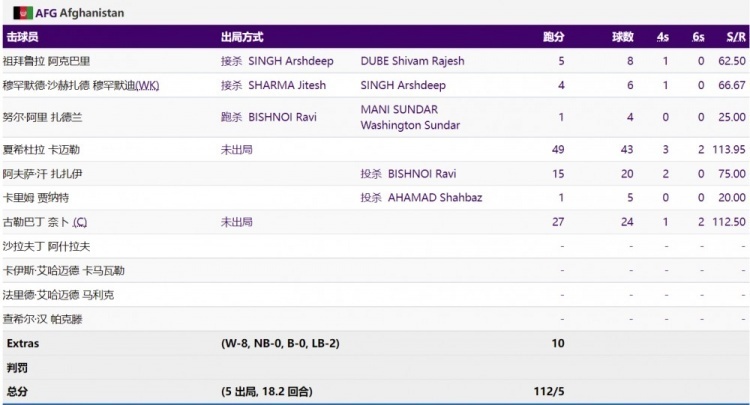 AFG Afghanistan
击球员 出局方式 跑分 球数 4s 6s S/R
祖拜鲁拉 阿克巴里 接杀 SINGH Arshdeep DUBE Shivam Rajesh 5 8 1 0 62.50
穆罕默德·沙赫扎德 穆罕默迪(WK) 接杀 SHARMA Jitesh SINGH Arshdeep 4 6 1 0 66.67
努尔·阿里 扎德兰 跑杀 BISHNOI Ravi MANI SUNDAR
Washington Sundar 1 4 0 0 25.00
夏希杜拉 卡迈勒 未出局 49 43 3 2 113.95
阿夫萨·汗 扎扎伊 投杀 BISHNOI Ravi 15 20 2 0 75.00
卡里姆 贾纳特 投杀 AHAMAD Shahbaz 1 5 0 0 20.00
古勒巴丁 奈卜 (C) 未出局 27 24 1 2 112.50
沙拉夫丁 阿什拉夫 - - - - -
卡伊斯·艾哈迈德 卡马瓦勒 - - - - -
法里德·艾哈迈德 马利克 - - - - -
查希尔·汉 帕克滕 - - - - -
Extras (W-8, NB-0, B-0, LB-2) 10
判罚
总分 (5 出局, 18.2 回合) 112/5